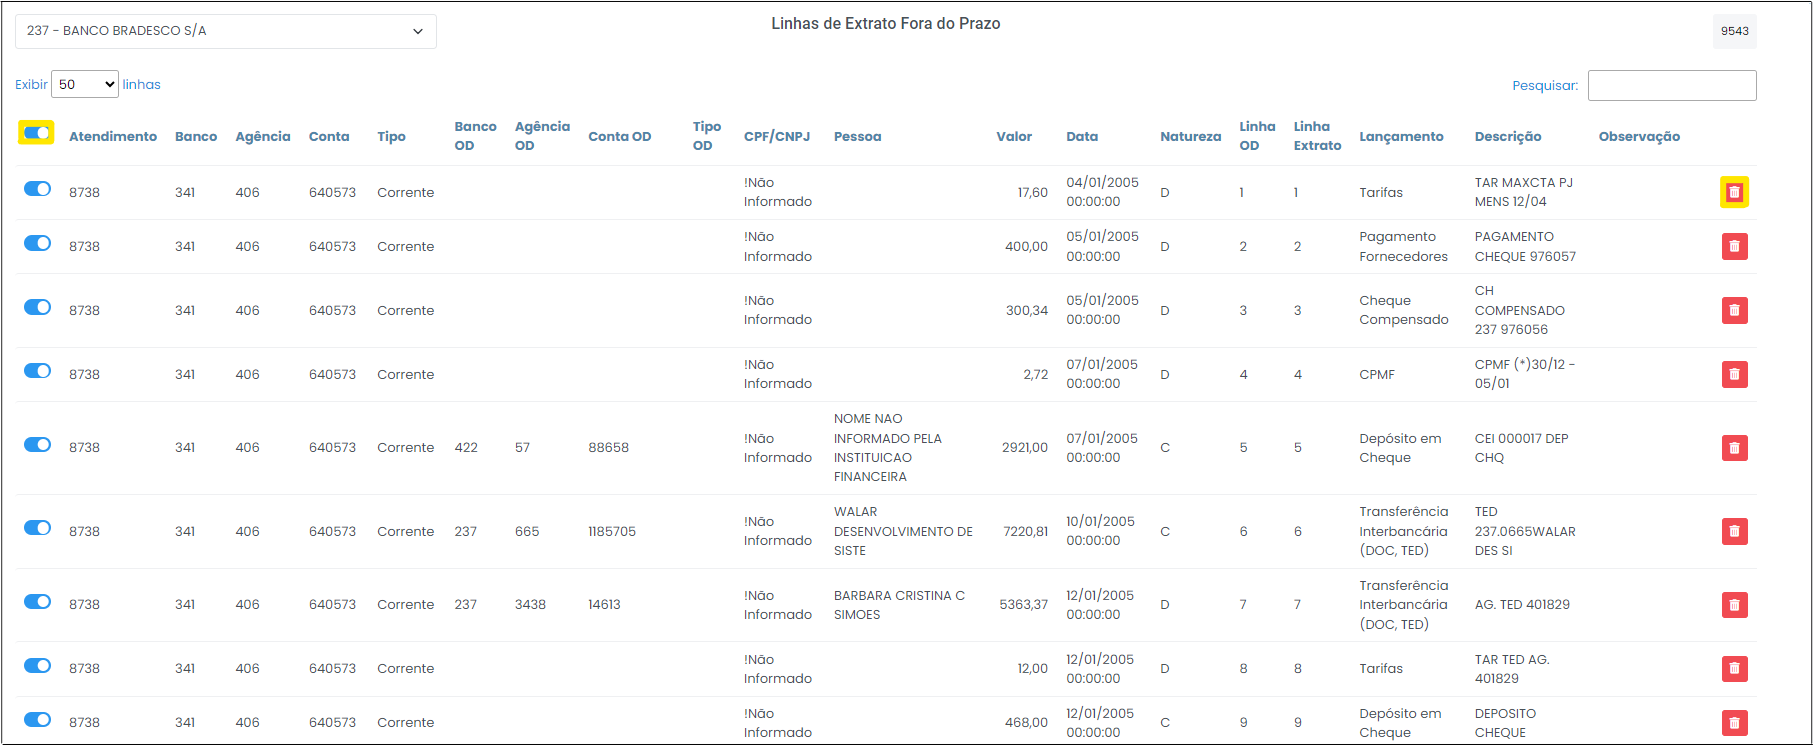 237 - BANCO BRADESCO S/A
Linhas de Extrato Fora do Prazo
9543
Exibir 50 linhas
Pesquisar:
Atendimento Banco Agência Conta Tipo Banco OD Agência OD Conta OD Tipo OD CPF/CNPJ Pessoa Valor Data Natureza Linha OD Linha Extrato Lançamento Descrição Observação
8738 341 406 640573 Corrente !Não Informado 17,60 04/01/2005 00:00:00 D 1 1 Tarifas TAR MAXCTA PJ MENS 12/04
8738 341 406 640573 Corrente !Não Informado 400,00 05/01/2005 00:00:00 D 2 2 Pagamento Fornecedores PAGAMENTO CHEQUE 976057
8738 341 406 640573 Corrente !Não Informado 300,34 05/01/2005 00:00:00 D 3 3 Cheque Compensado CH COMPENSADO 237 976056
8738 341 406 640573 Corrente !Não Informado 2,72 07/01/2005 00:00:00 D 4 4 CPMF CPMF (*)30/12 - 05/01
8738 341 406 640573 Corrente 422 57 88658 !Não Informado NOME NAO INFORMADO PELA INSTITUICAO FINANCEIRA 2921,00 07/01/2005 00:00:00 C 5 5 Depósito em Cheque CEI 000017 DEP CHQ
8738 341 406 640573 Corrente 237 665 1185705 !Não Informado WALAR DESENVOLVIMENTO DE SISTE 7220,81 10/01/2005 00:00:00 C 6 6 Transferência Interbancária (DOC, TED) TED 237.0665WALAR DES SI
8738 341 406 640573 Corrente 237 3438 14613 !Não Informado BARBARA CRISTINA C SIMOES 5363,37 12/01/2005 00:00:00 D 7 7 Transferência Interbancária (DOC, TED) AG. TED 401829
8738 341 406 640573 Corrente !Não Informado 12,00 12/01/2005 00:00:00 D 8 8 Tarifas TAR TED AG. 401829
8738 341 406 640573 Corrente !Não Informado 468,00 12/01/2005 00:00:00 C 9 9 Depósito em Cheque DEPOSITO CHEQUE